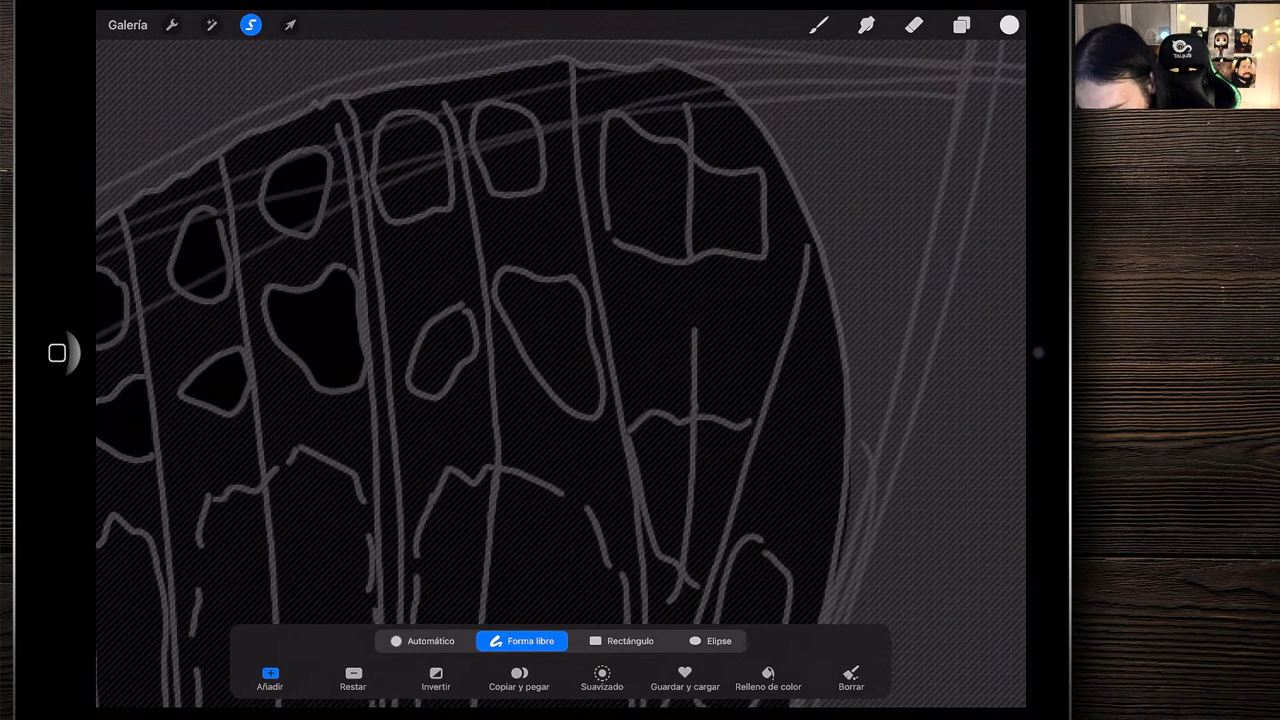 Galería
Automático Forma libre Rectángulo Elipse
Añadir Restar Invertir Copiar y pegar Suavizado Guardar y cargar Relleno de color Borrar